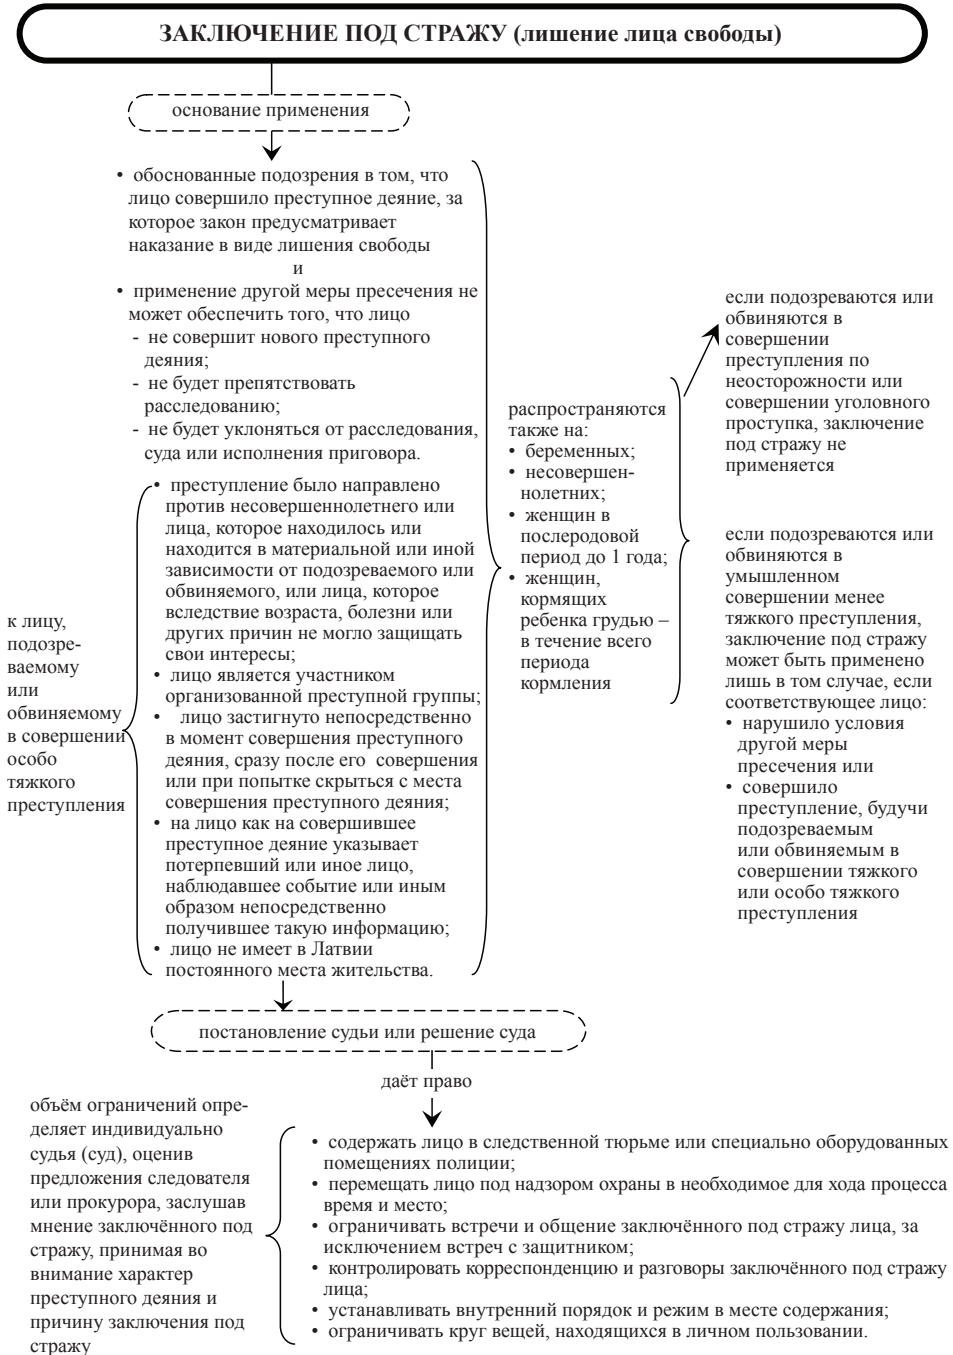 ЗАКЛЮЧЕНИЕ ПОД СТРАЖУ (лишение лица свободы)
основание применения
• обоснованные подозрения в том, что
лицо совершило преступное деяние, за
которое закон предусматривает
наказание в виде лишения свободы
и
• применение другой меры пресечения не
может обеспечить того, что лицо
- не совершит нового преступного
деяния;
- не будет препятствовать
расследованию;
- не будет уклоняться от расследования,
суда или исполнения приговора.
к лицу,
подозре-
ваемому
или
обвиняемому
в совершении
особо
тяжкого
преступления
• преступление было направлено
против несовершеннолетнего или
лица, которое находилось или
находится в материальной или иной
зависимости от подозреваемого или
обвиняемого, или лица, которое
вследствие возраста, болезни или
других причин не могло защищать
свои интересы;
• лицо является участником
организованной преступной группы;
• лицо застигнуто непосредственно
в момент совершения преступного
деяния, сразу после его совершения
или при попытке скрыться с места
совершения преступного деяния;
• на лицо как на совершившее
преступное деяние указывает
потерпевший или иное лицо,
наблюдавшее событие или иным
образом непосредственно
получившее такую информацию;
• лицо не имеет в Латвии
постоянного места жительства.
распространяются
также на:
• беременных;
• несовершен-
нолетних;
• женщин в
послеродовой
период до 1 года;
• женщин,
кормящих
ребенка грудью –
в течение всего
периода
кормления
если подозреваются или
обвиняются в
совершении
преступления по
неосторожности или
совершении уголовного
проступка, заключение
под стражу не
применяется
если подозреваются или
обвиняются в
умышленном
совершении менее
тяжкого преступления,
заключение под стражу
может быть применено
лишь в том случае, если
соответствующее лицо:
• нарушило условия
другой меры
пресечения или
• совершило
преступление, будучи
подозреваемым
или обвиняемым в
совершении тяжкого
или особо тяжкого
преступления
постановление судьи или решение суда
даёт право
объём ограничений опре-
деляет индивидуально
судья (суд), оценив
предложения следователя
или прокурора, заслушав
мнение заключённого под
стражу, принимая во
внимание характер
преступного деяния и
причину заключения под
стражу
• содержать лицо в следственной тюрьме или специально оборудованных
помещениях полиции;
• перемещать лицо под надзором охраны в необходимое для хода процесса
время и место;
• ограничивать встречи и общение заключённого под стражу лица, за
исключением встреч с защитником;
• контролировать корреспонденцию и разговоры заключённого под стражу
лица;
• устанавливать внутренний порядок и режим в месте содержания;
• ограничивать круг вещей, находящихся в личном пользовании.